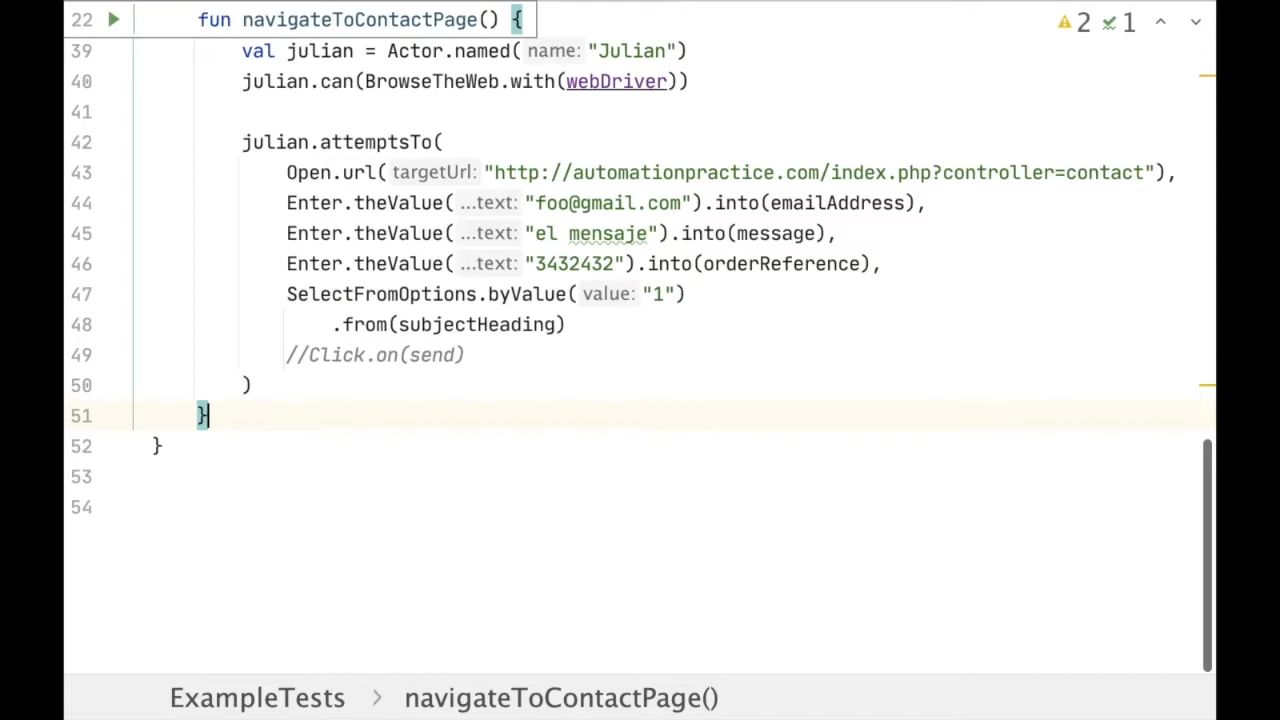 22 fun navigateToContactPage() { 2 1
39 val julian = Actor.named( name: "Julian")
40 julian.can(BrowseTheWeb.with(webDriver))
41
42 julian.attemptsTo(
43 Open.url( targetUrl: "http://automationpractice.com/index.php?controller=contact"),
44 Enter.theValue( ...text: "foo@gmail.com").into(emailAddress),
45 Enter.theValue( ...text: "el mensaje").into(message),
46 Enter.theValue( ...text: "3432432").into(orderReference),
47 SelectFromOptions.byValue( value: "1")
48 .from(subjectHeading)
49 //Click.on(send)
50 )
51 }
52 }
53
54
ExampleTests > navigateToContactPage()